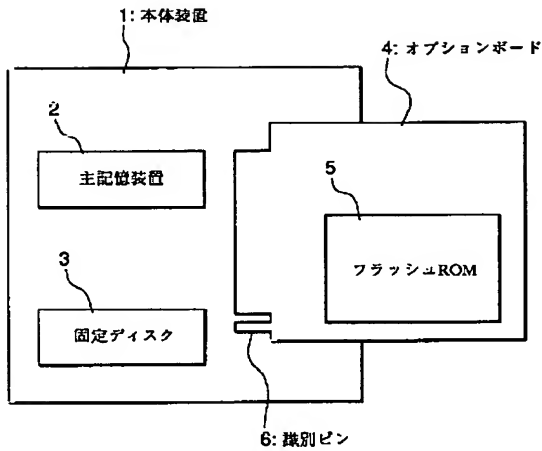 1: 本体装置
4: オプションボード
2
主記憶装置
5
フラッシュROM
3
固定ディスク
6: 識別ピン